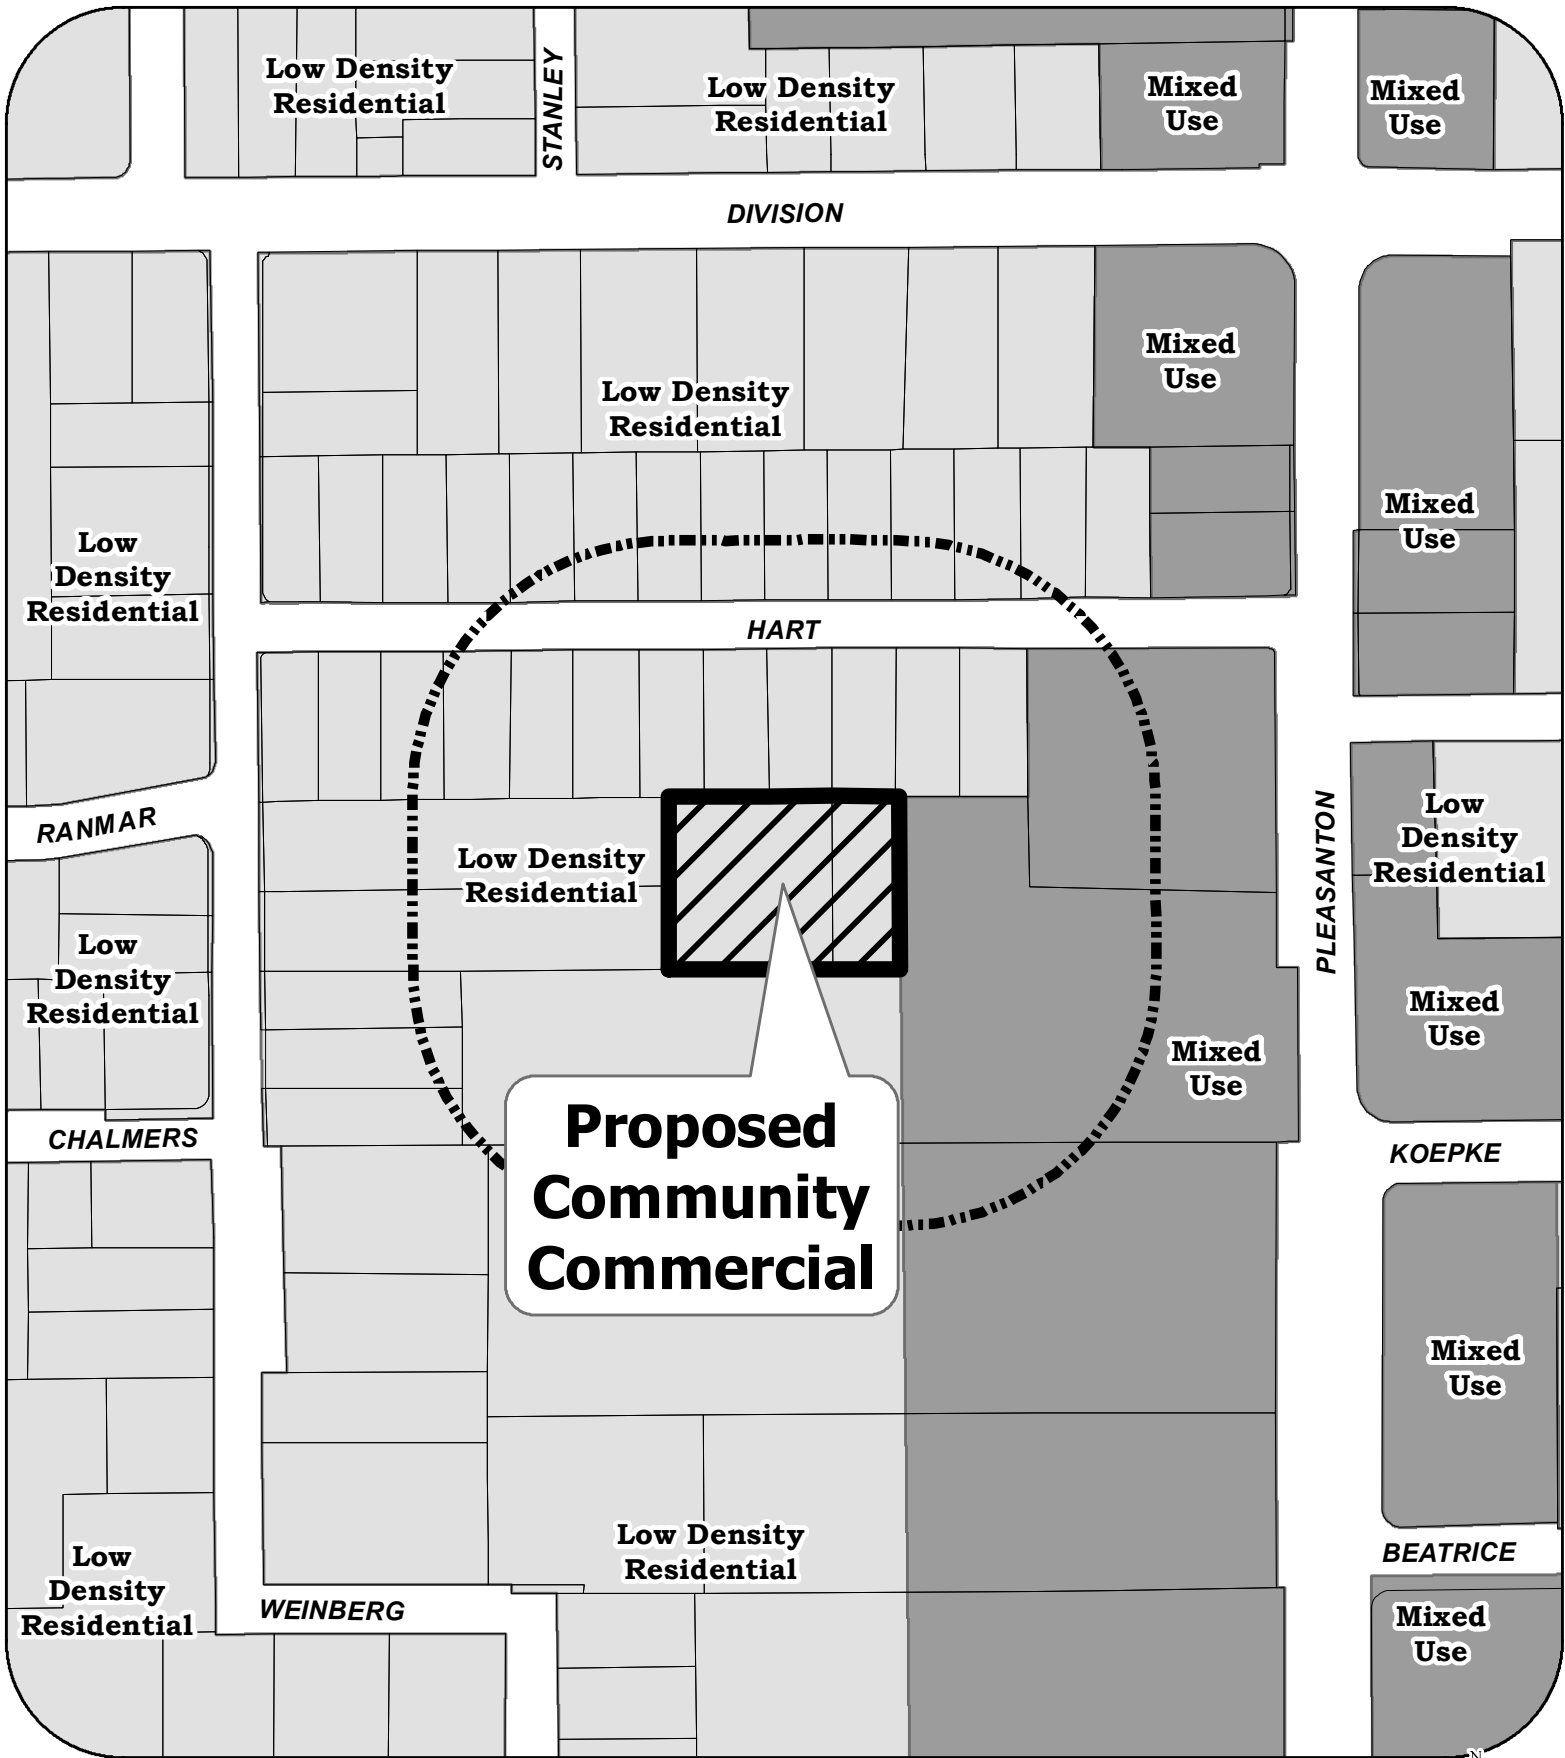 Low Density
Residential
STANLEY
Low Density
Residential
Mixed
Use
Mixed
Use
DIVISION
Mixed
Use
Low Density
Residential
Mixed
Use
Low
Density
Residential
HART
RANMAR
Low Density
Residential
PLEASANTON
Low
Density
Residential
Low
Density
Residential
Mixed
Use
Mixed
Use
CHALMERS
Proposed
Community
Commercial
KOEPKE
Mixed
Use
Low Density
Residential
BEATRICE
Low
Density
Residential
WEINBERG
Mixed
Use
N